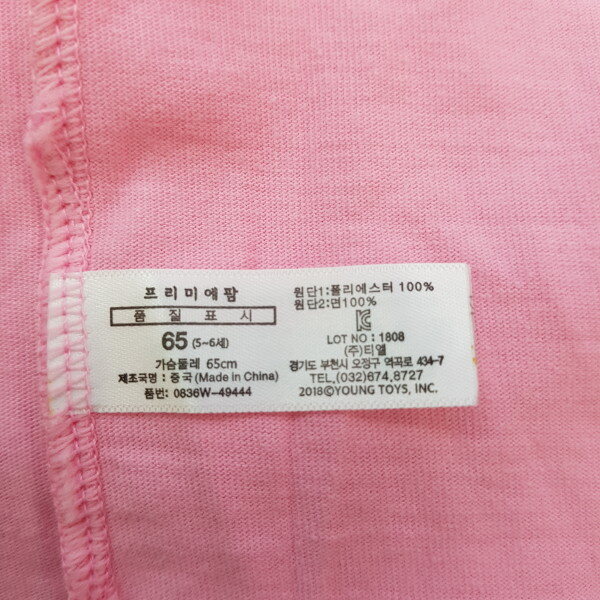 프리미에팜
품 질 표 시
65 (5~6세)
가슴둘레 65cm
제조국명 : 중국 (Made in China)
품번: 0836W-49444
원단1:폴리에스터 100%
원단2:면100%
LOT NO : 1808
(주)티엘
경기도 부천시 오정구 역곡로 434-7
TEL,(032)674,8727
2018©YOUNG TOYS, INC.